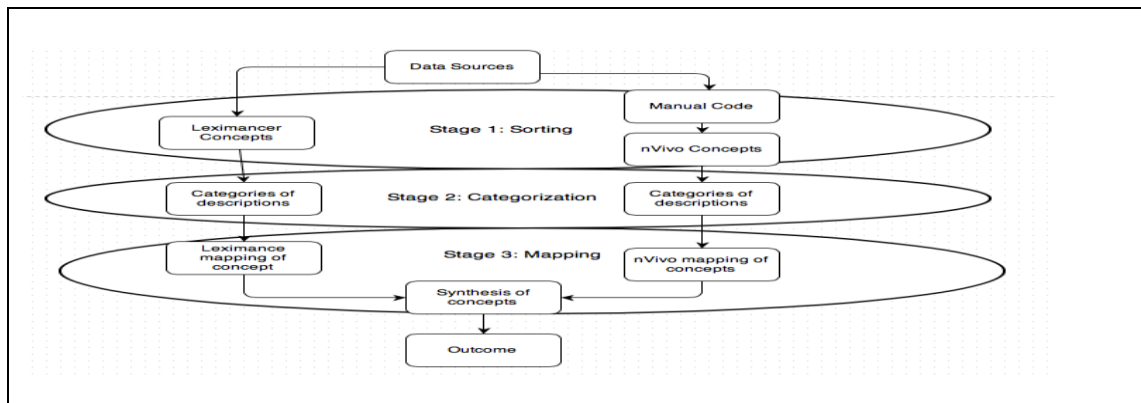 Data Sources
Manual Code
Leximancer
Concepts
Stage 1: Sorting
nVivo Concepts
Categories of
descriptions
Stage 2: Categorization
Categories of
descriptions
Leximance
mapping of
concept
Stage 3: Mapping
nVivo mapping of
concepts
Synthesis of
concepts
Outcome